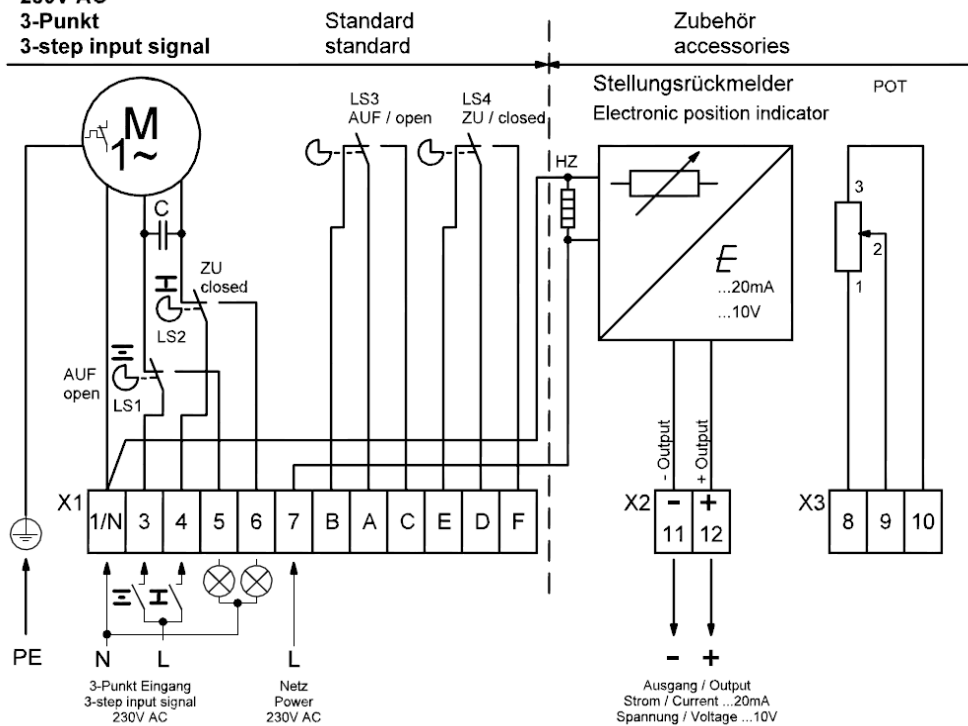 230V AC
3-Punkt
3-step input signal
Standard
standard
Zubehör
accessories
Stellungsrückmelder
Electronic position indicator
POT
M
1~
LS3
AUF / open
LS4
ZU / closed
HZ
C
ZU
closed
LS2
AUF
open
LS1
E
...20mA
...10V
3
2
1
- Output
+ Output
X1
1/N 3 4 5 6 7 B A C E D F
X2
- +
11 12
X3
8 9 10
PE
N
L
L
- +
3-Punkt Eingang
3-step input signal
230V AC
Netz
Power
230V AC
Ausgang / Output
Strom / Current ...20mA
Spannung / Voltage ...10V